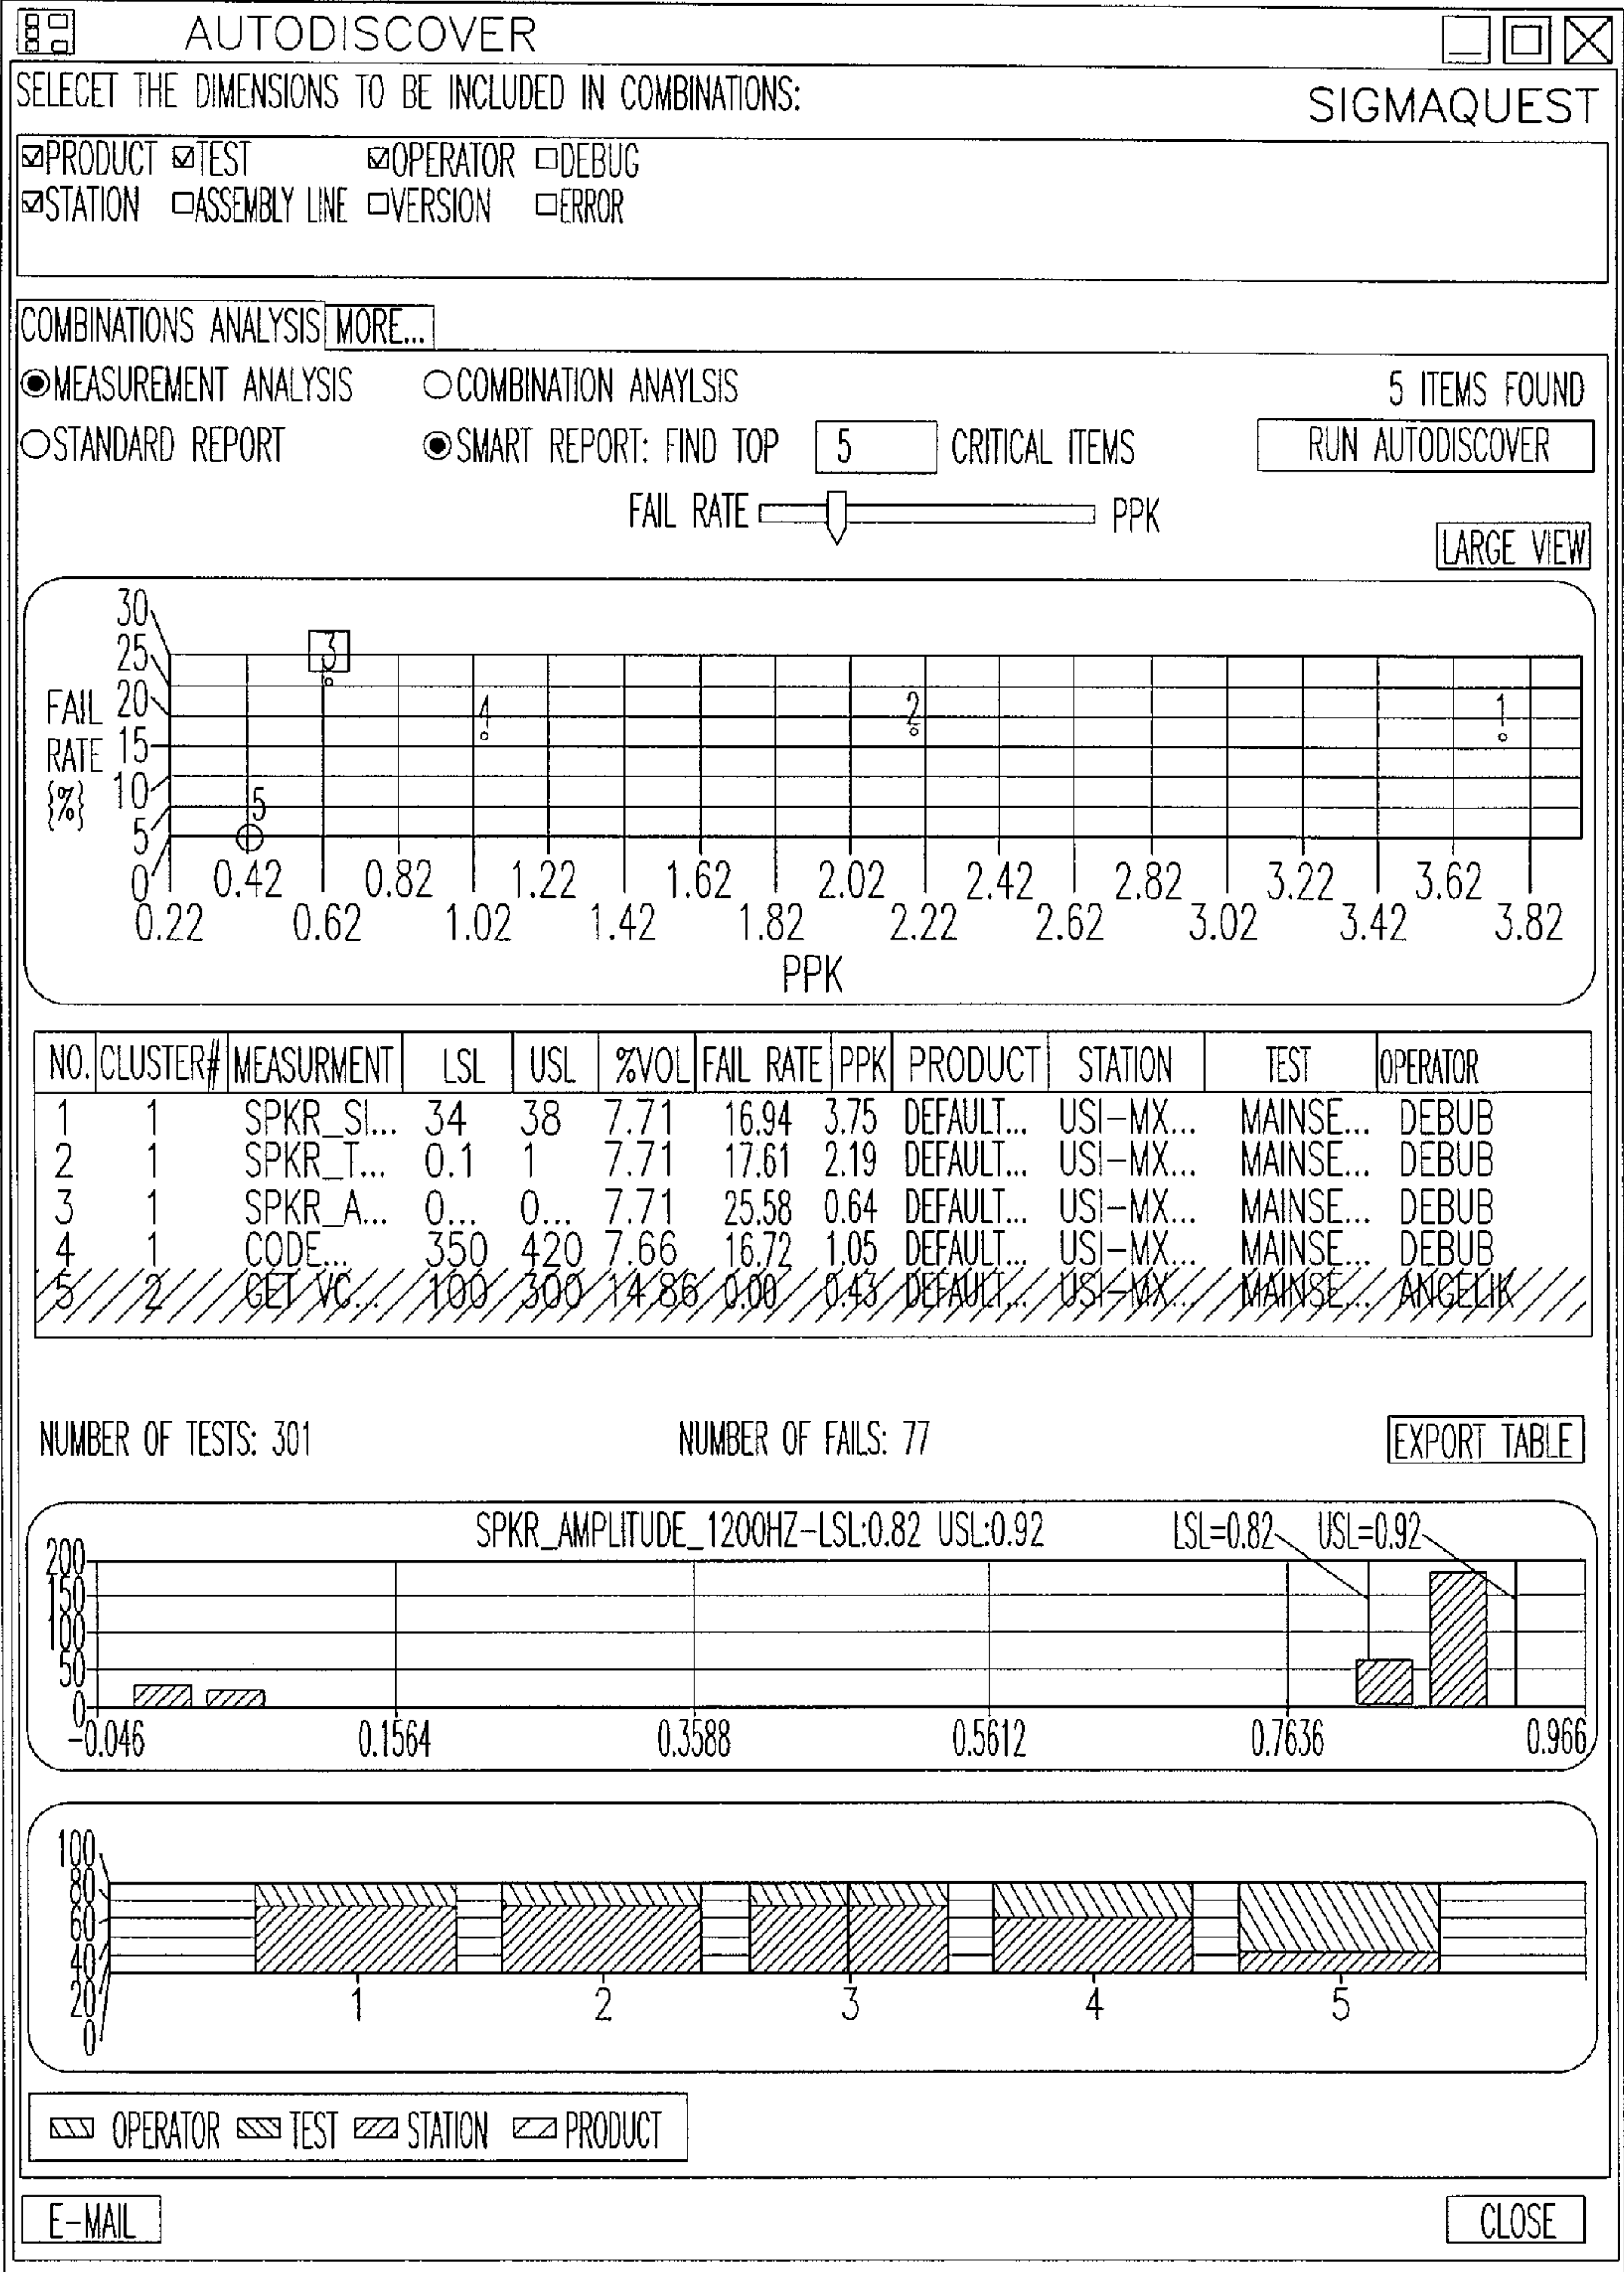 AUTODISCOVER
SELECET THE DIMENSIONS TO BE INCLUDED IN COMBINATIONS:
SIGMAQUEST
PRODUCT TEST OPERATOR DEBUG
STATION ASSEMBLY LINE VERSION ERROR
COMBINATIONS ANALYSIS MORE...
MEASUREMENT ANALYSIS COMBINATION ANAYLSIS 5 ITEMS FOUND
STANDARD REPORT SMART REPORT: FIND TOP 5 CRITICAL ITEMS RUN AUTODISCOVER
FAIL RATE PPK
LARGE VIEW
30
25
20
15
10
5
0
FAIL
RATE
{%}
3
4
2
1
5
0.42 0.82 1.22 1.62 2.02 2.42 2.82 3.22 3.62
0.22 0.62 1.02 1.42 1.82 2.22 2.62 3.02 3.42 3.82
PPK
NO. CLUSTER# MEASURMENT LSL USL %VOL FAIL RATE PPK PRODUCT STATION TEST OPERATOR
1 1 SPKR_SI... 34 38 7.71 16.94 3.75 DEFAULT... USI-MX... MAINSE... DEBUB
2 1 SPKR_T... 0.1 1 7.71 17.61 2.19 DEFAULT... USI-MX... MAINSE... DEBUB
3 1 SPKR_A... 0... 0... 7.71 25.58 0.64 DEFAULT... USI-MX... MAINSE... DEBUB
4 1 CODE... 350 420 7.66 16.72 1.05 DEFAULT... USI-MX... MAINSE... DEBUB
5 2 GET VC... 100 300 14.86 0.00 0.43 DEFAULT... USI-MX... MAINSE... ANGELIK
NUMBER OF TESTS: 301 NUMBER OF FAILS: 77 EXPORT TABLE
SPKR_AMPLITUDE_1200HZ-LSL:0.82 USL:0.92 LSL=0.82 USL=0.92
200
150
100
50
0
-0.046 0.1564 0.3588 0.5612 0.7636 0.966
100
80
60
40
20
0
1 2 3 4 5
OPERATOR TEST STATION PRODUCT
E-MAIL CLOSE